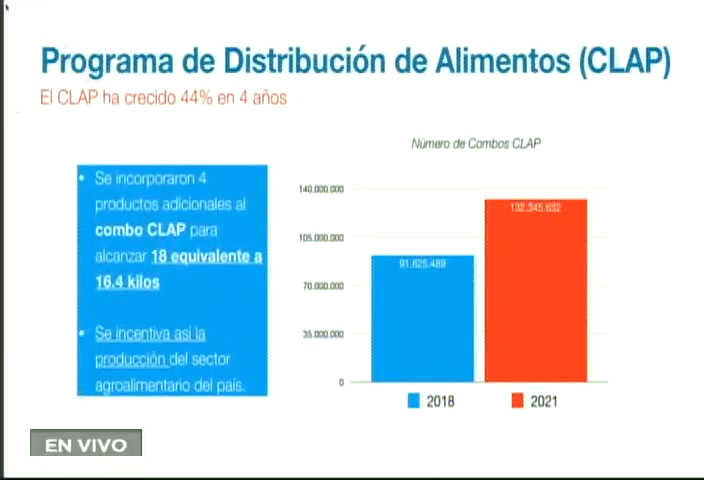 Programa de Distribución de Alimentos (CLAP)
El CLAP ha crecido 44% en 4 años
• Se incorporaron 4
productos adicionales al
combo CLAP para
alcanzar 18 equivalente a
16.4 kilos
• Se incentiva así la
producción del sector
agroalimentario del país.
Número de Combos CLAP
140.000.000
105.000.000
70.000.000
35.000.000
0
91.625.489
132.345.632
2018
2021
EN VIVO